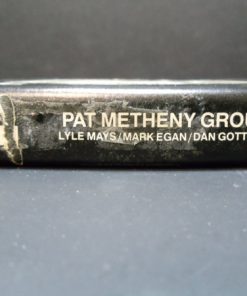 PAT METHENY GROU
LYLE MAYS/MARK EGAN/DAN GOTT